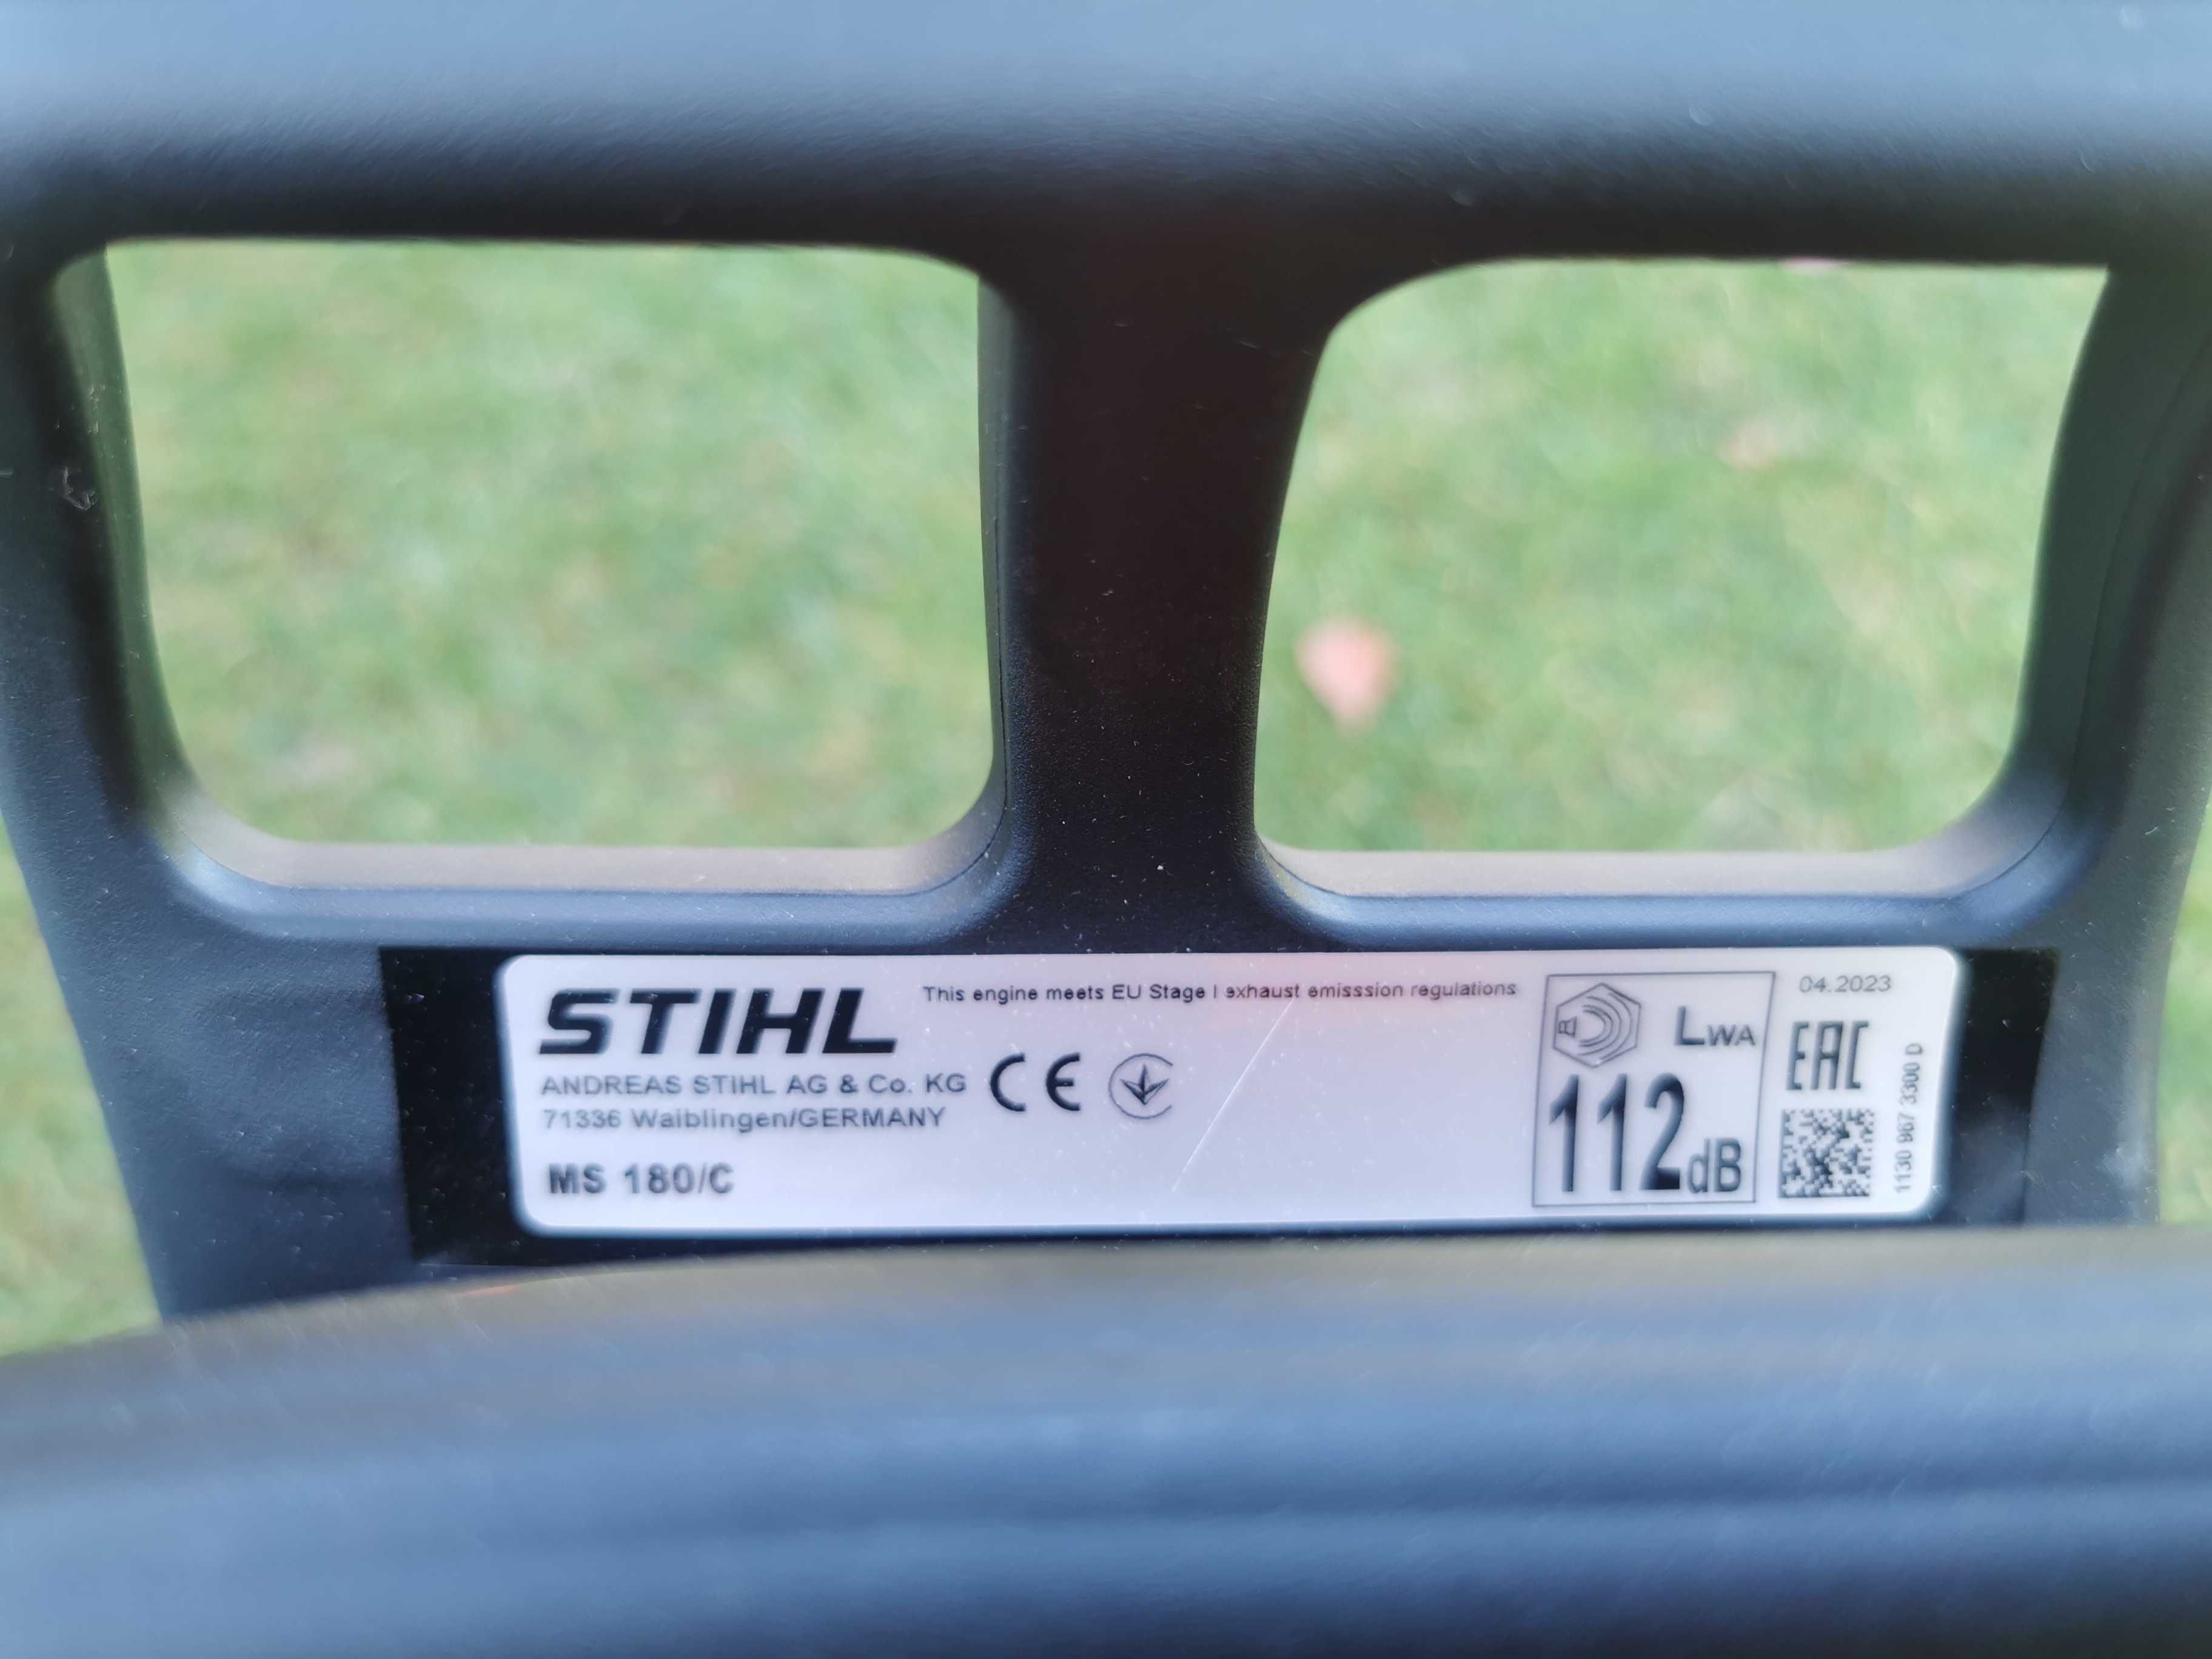 STIHL
This engine meets EU Stage I exhaust emisssion regulations
ANDREAS STIHL AG & Co. KG
71336 Waiblingen/GERMANY
CE
MS 180/C
LWA
112dB
04.2023
EAC
1130 967 3300 D